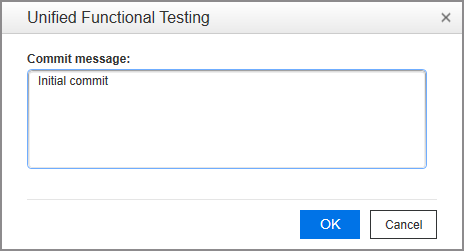 Unified Functional Testing
Commit message:
Initial commit
OK
Cancel